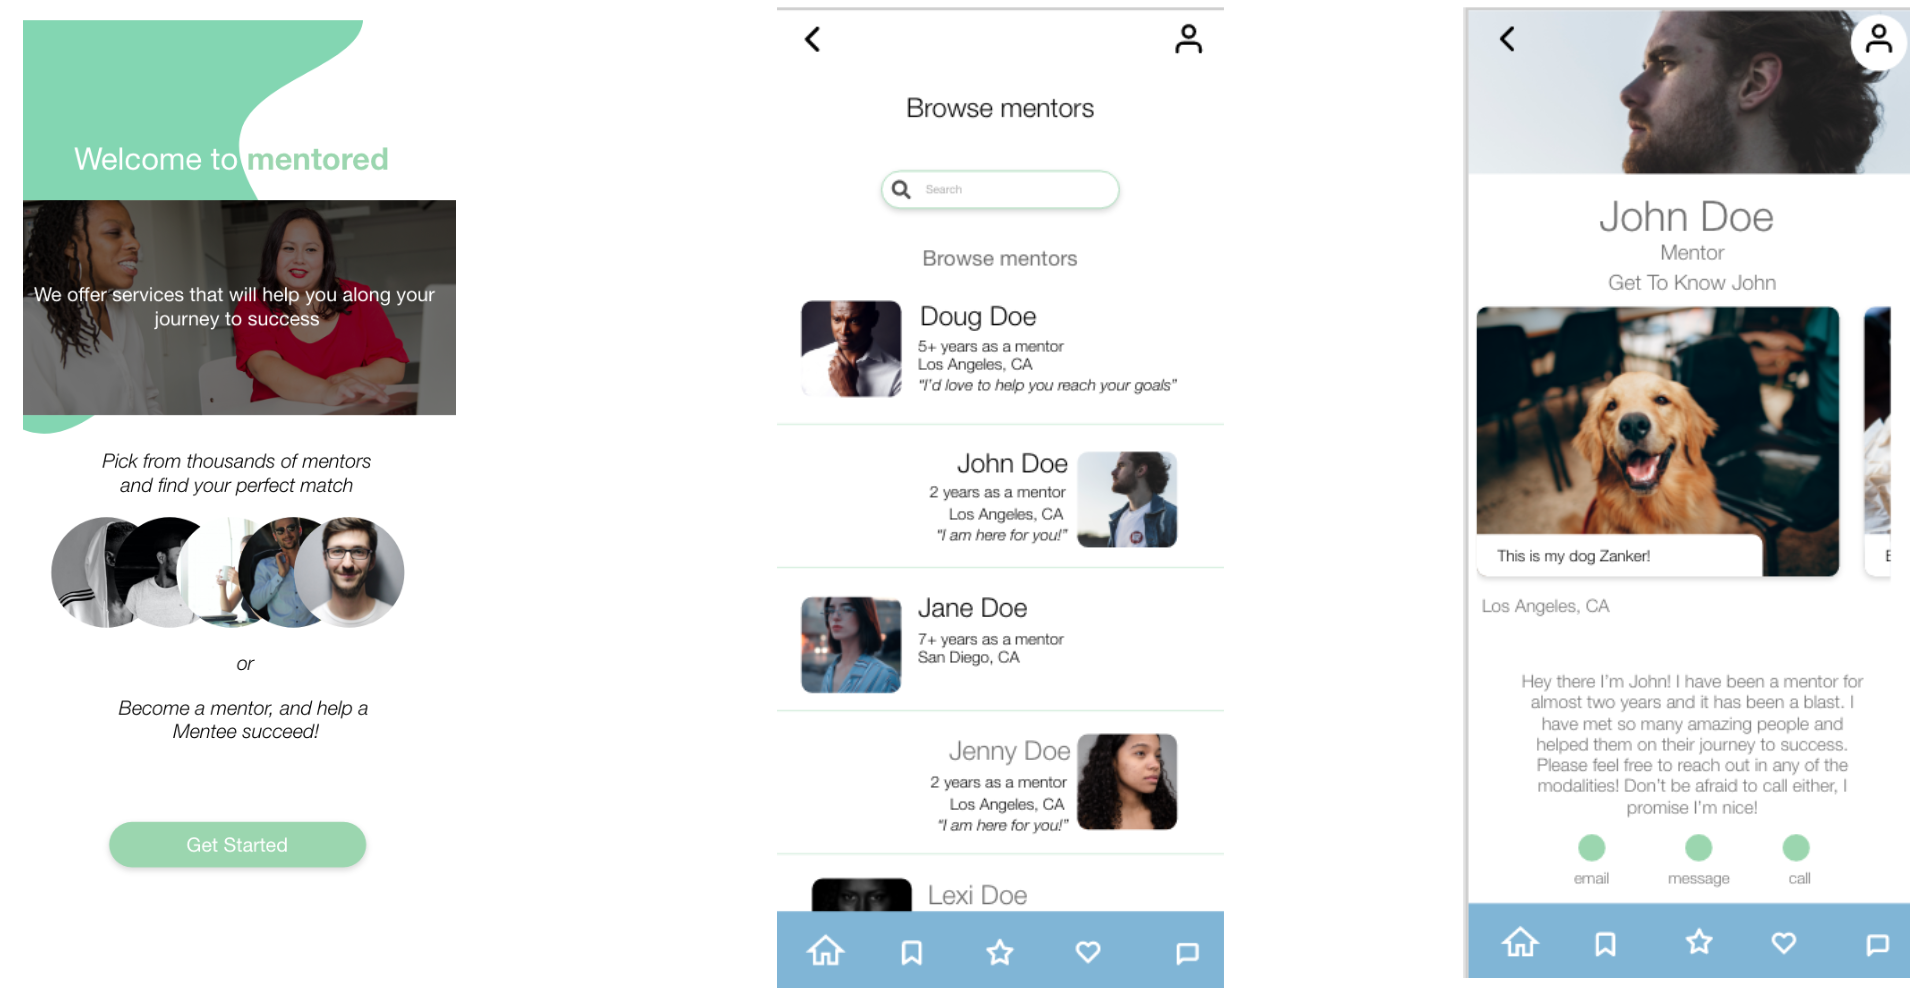 Welcome to mentored
We offer services that will help you along your
journey to success
Pick from thousands of mentors
and find your perfect match
or
Become a mentor, and help a
Mentee succeed!
Get Started
Browse mentors
Search
Browse mentors
Doug Doe
5+ years as a mentor
Los Angeles, CA
“I’d love to help you reach your goals”
John Doe
2 years as a mentor
Los Angeles, CA
“I am here for you!”
Jane Doe
7+ years as a mentor
San Diego, CA
Jenny Doe
2 years as a mentor
Los Angeles, CA
“I am here for you!”
Lexi Doe
John Doe
Mentor
Get To Know John
This is my dog Zanker!
Los Angeles, CA
Hey there I’m John! I have been a mentor for
almost two years and it has been a blast. I
have met so many amazing people and
helped them on their journey to success.
Please feel free to reach out in any of the
modalities! Don’t be afraid to call either, I
promise I’m nice!
email message call